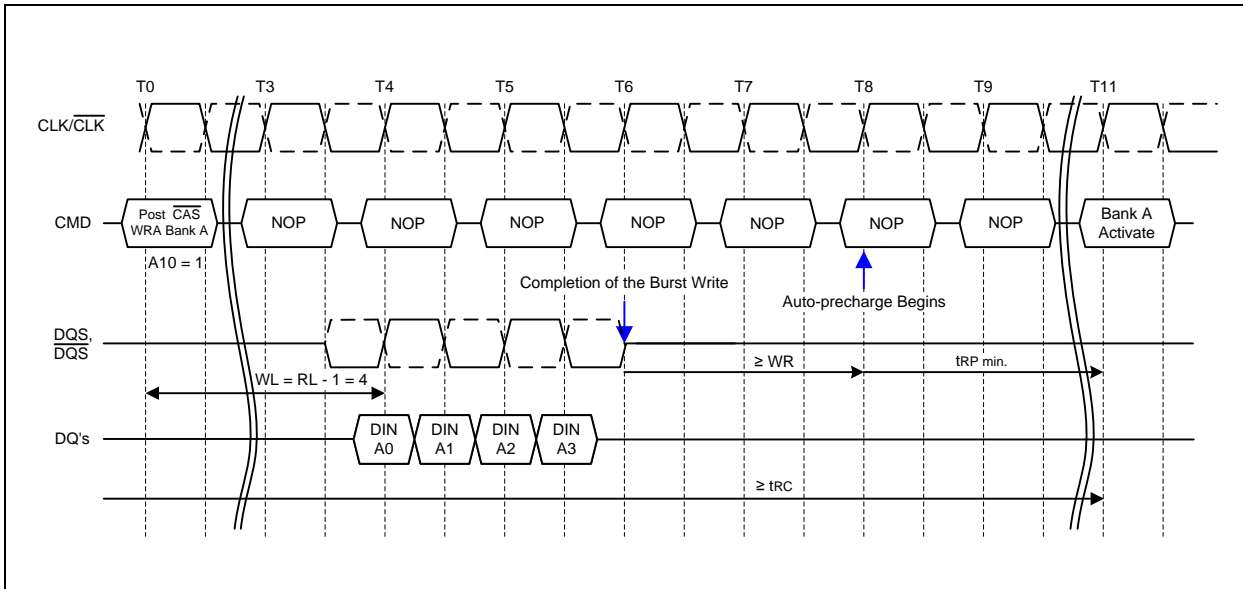 T0 T3 T4 T5 T6 T7 T8 T9 T11
CLK/CLK
CMD
Post CAS
WRA Bank A
NOP NOP NOP NOP NOP NOP NOP
Bank A
Activate
A10 = 1
Completion of the Burst Write
Auto-precharge Begins
DQS,
DQS
≥ WR
tRP min.
WL = RL - 1 = 4
DQ's
DIN
A0
DIN
A1
DIN
A2
DIN
A3
≥ tRC